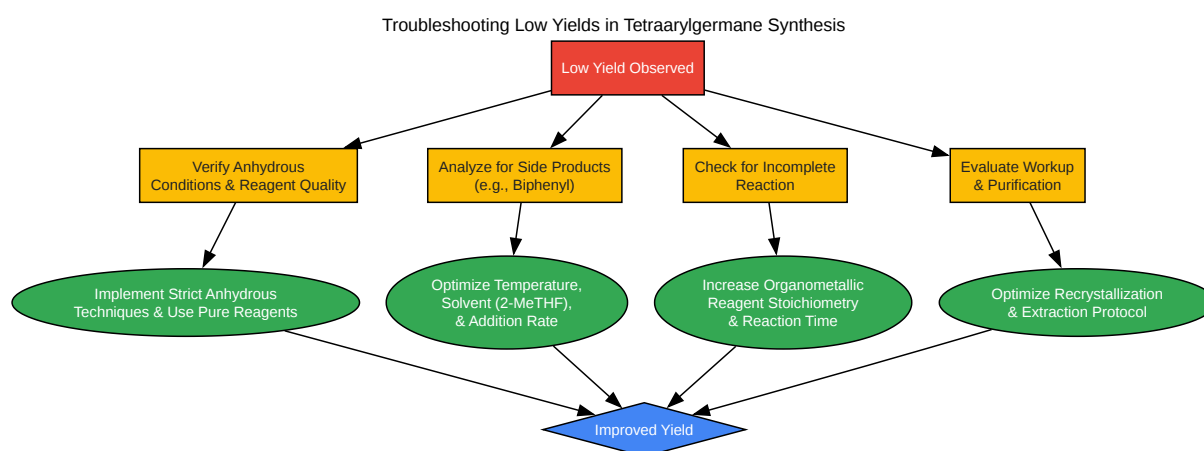 Troubleshooting Low Yields in Tetraarylgermane Synthesis
Low Yield Observed
Verify Anhydrous
Conditions & Reagent Quality
Analyze for Side Products
(e.g., Biphenyl)
Check for Incomplete
Reaction
Evaluate Workup
& Purification
Implement Strict Anhydrous
Techniques & Use Pure Reagents
Optimize Temperature,
Solvent (2-MeTHF),
& Addition Rate
Increase Organometallic
Reagent Stoichiometry
& Reaction Time
Optimize Recrystallization
& Extraction Protocol
Improved Yield